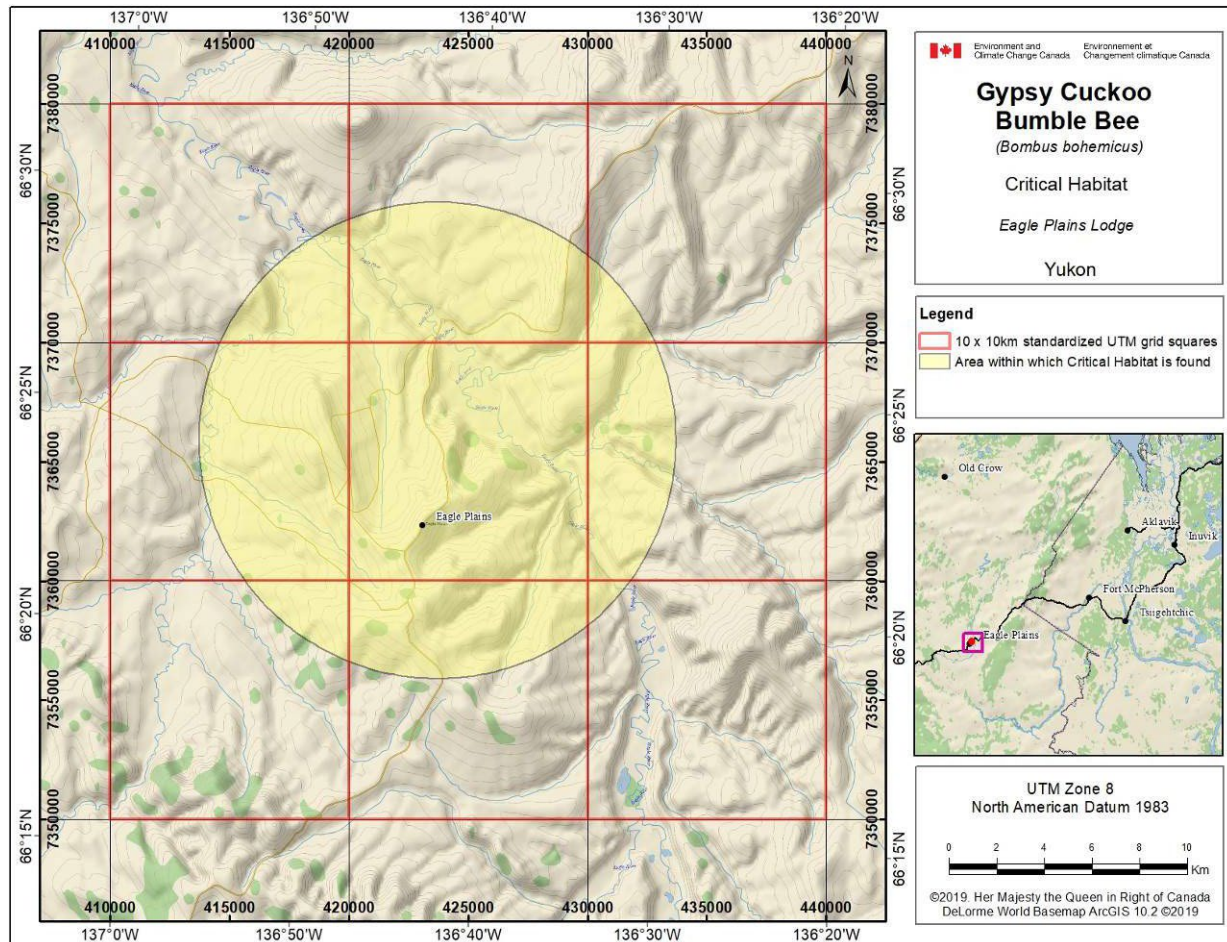 137°0'W 136°50'W 136°40'W 136°30'W 136°20'W
410000 415000 420000 425000 430000 435000 440000
N
7380000
7375000
7370000
7365000
7360000
7355000
7350000
66°30'N
66°25'N
66°20'N
66°15'N
Eagle River
Eagle River
Eagle River
Eagle Plains
7380000
7375000
7370000
7365000
7360000
7355000
7350000
66°30'N
66°25'N
66°20'N
66°15'N
410000 415000 420000 425000 430000 435000 440000
137°0'W 136°50'W 136°40'W 136°30'W 136°20'W
Environment and Environnement et
Climate Change Canada Changement climatique Canada
Gypsy Cuckoo
Bumble Bee
(Bombus bohemicus)
Critical Habitat
Eagle Plains Lodge
Yukon
Legend
10 x 10km standardized UTM grid squares
Area within which Critical Habitat is found
Old Crow
Aklavik
Inuvik
Fort McPherson
Tsiigehtchic
Eagle Plains
UTM Zone 8
North American Datum 1983
0 2 4 6 8 10
Km
©2019. Her Majesty the Queen in Right of Canada
DeLorme World Basemap ArcGIS 10.2 ©2019